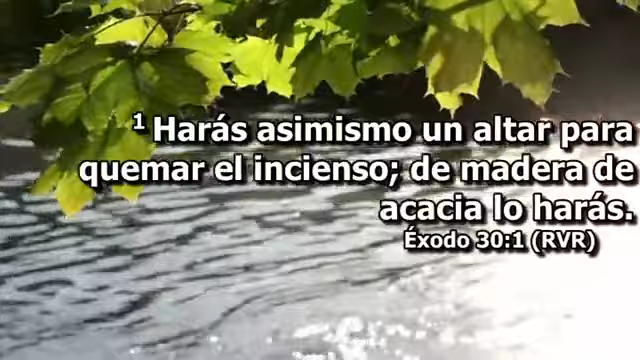 1 Harás asimismo un altar para
quemar el incienso; de madera de
acacia lo harás.
Éxodo 30:1 (RVR)